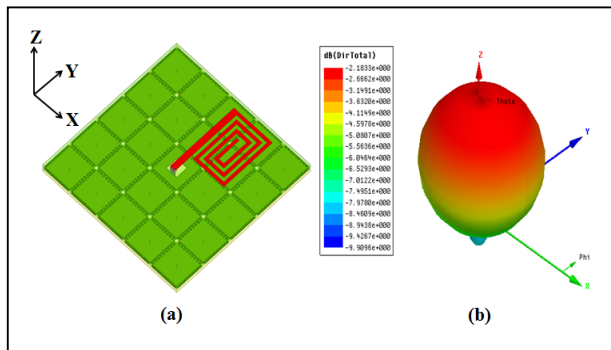 Z
Y
X
(a)
dB(DirTotal)
-2.1833e+000
-2.6662e+000
-3.1491e+000
-3.6320e+000
-4.1149e+000
-4.5978e+000
-5.0807e+000
-5.5636e+000
-6.0464e+000
-6.5293e+000
-7.0122e+000
-7.4951e+000
-7.9780e+000
-8.4609e+000
-8.9438e+000
-9.4267e+000
-9.9096e+000
Z
Theta
Y
Phi
X
(b)